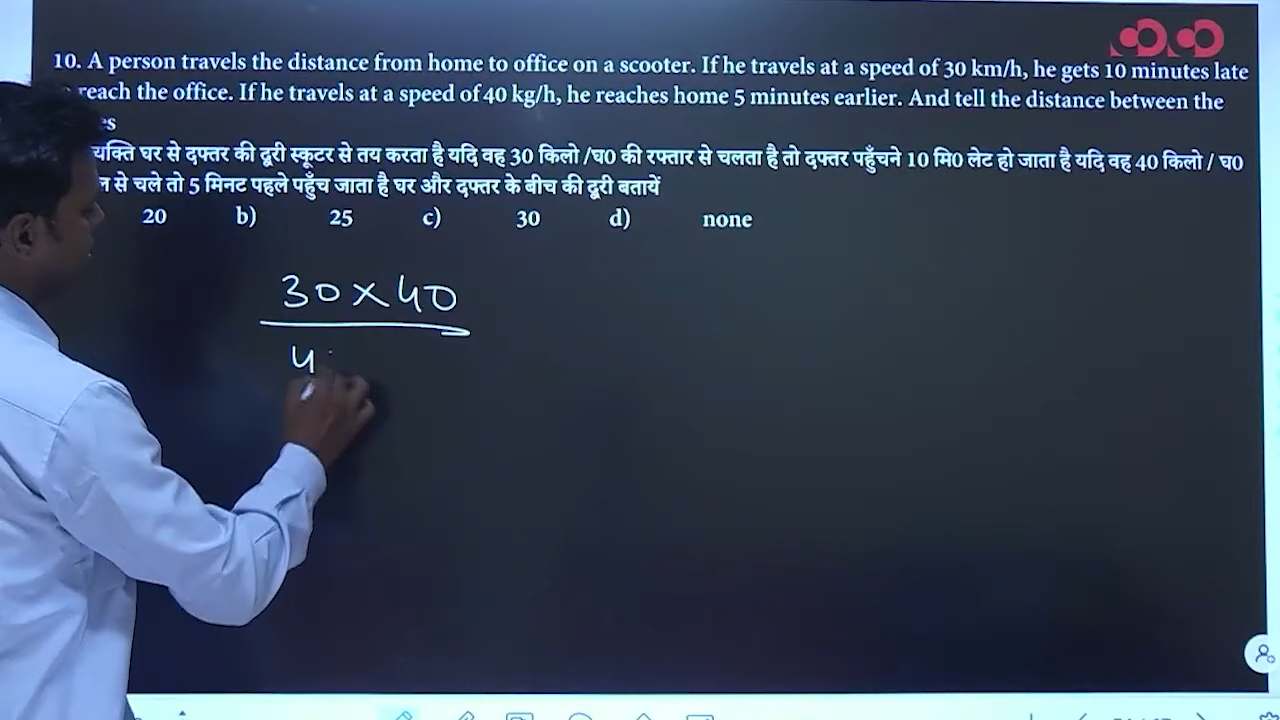 10. A person travels the distance from home to office on a scooter. If he travels at a speed of 30 km/h, he gets 10 minutes late
reach the office. If he travels at a speed of 40 kg/h, he reaches home 5 minutes earlier. And tell the distance between the
व्यक्ति घर से दफ्तर की दूरी स्कूटर से तय करता है यदि वह 30 किलो /घ0 की रफ्तार से चलता है तो दफ्तर पहुँचने 10 मि0 लेट हो जाता है यदि वह 40 किलो / घ0
से चले तो 5 मिनट पहले पहुँच जाता है घर और दफ्तर के बीच की दूरी बतायें
20 b) 25 c) 30 d) none
30 × 40
4